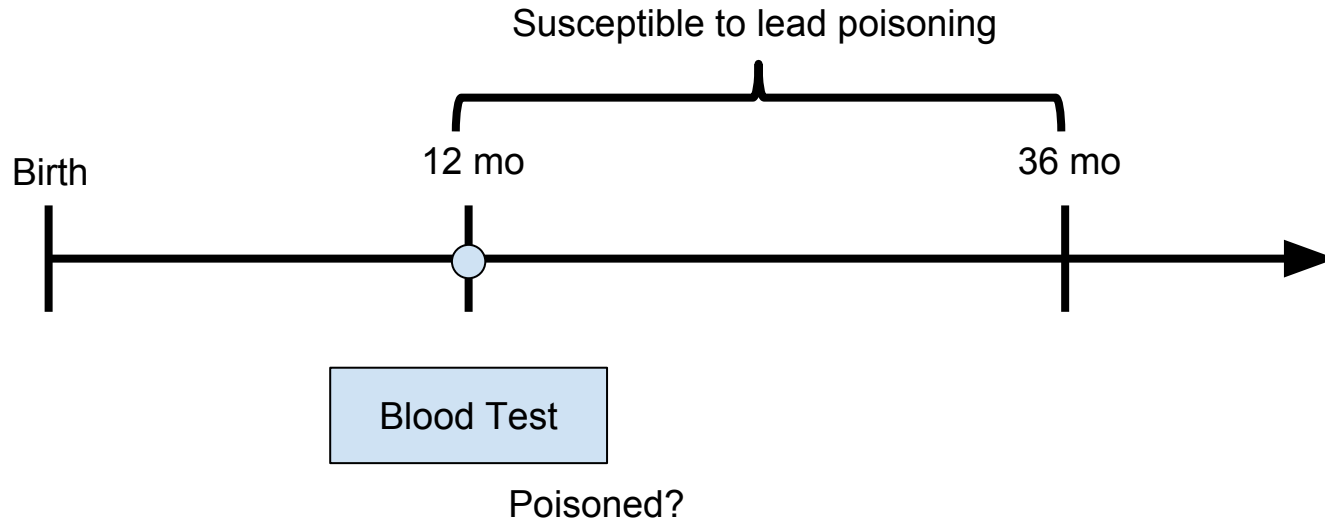 Susceptible to lead poisoning
Birth
12 mo
36 mo
Blood Test
Poisoned?